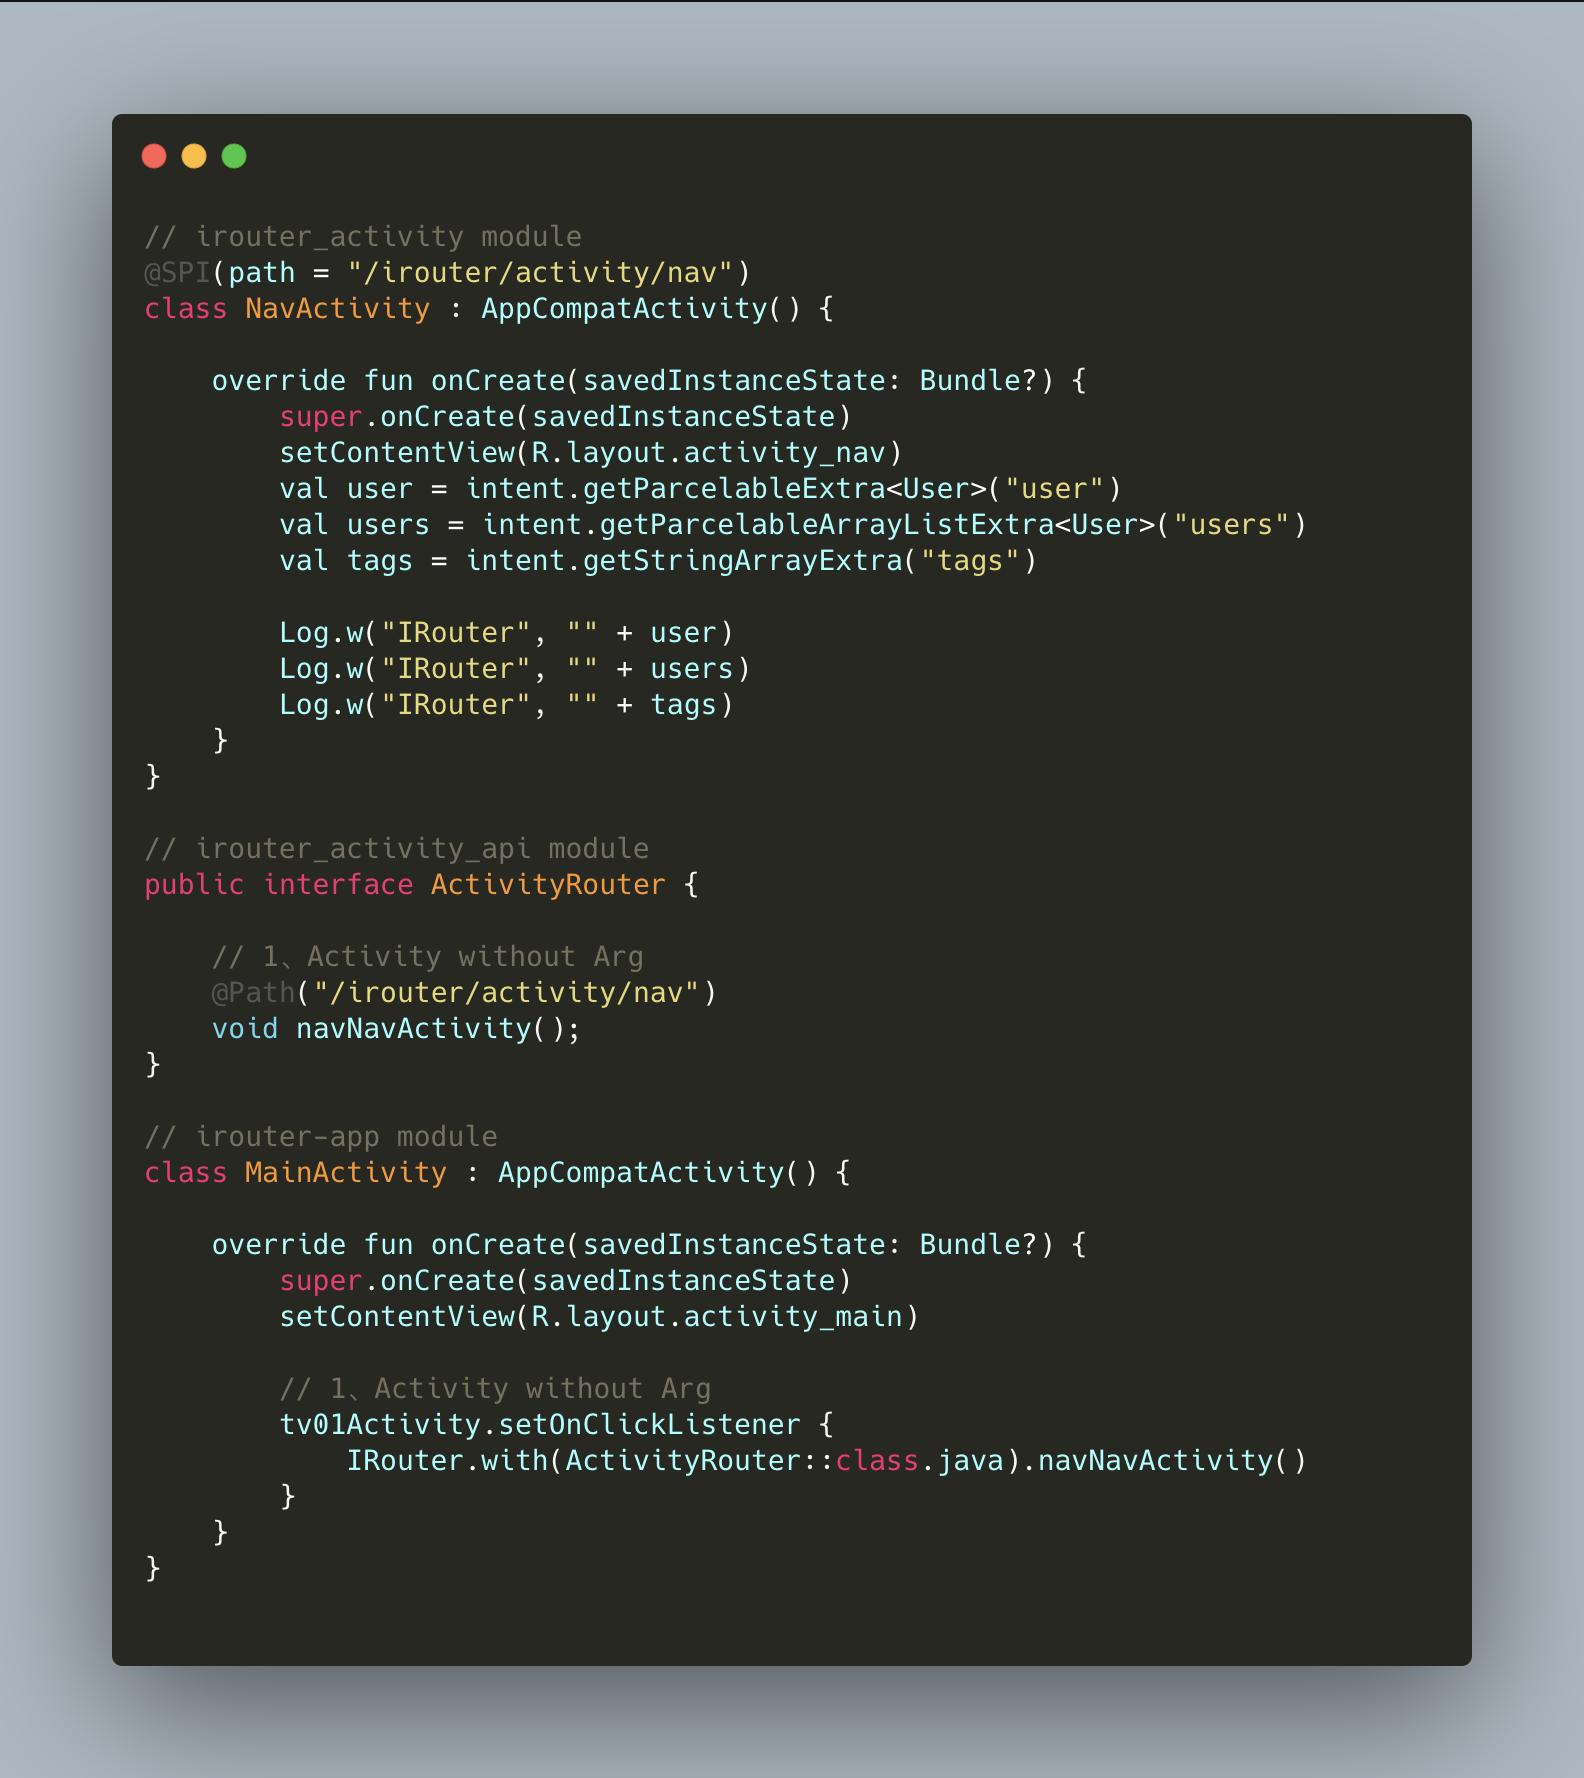 // irouter_activity module
@SPI(path = "/irouter/activity/nav")
class NavActivity : AppCompatActivity() {
    override fun onCreate(savedInstanceState: Bundle?) {
        super.onCreate(savedInstanceState)
        setContentView(R.layout.activity_nav)
        val user = intent.getParcelableExtra<User>("user")
        val users = intent.getParcelableArrayListExtra<User>("users")
        val tags = intent.getStringArrayExtra("tags")
        Log.w("IRouter", "" + user)
        Log.w("IRouter", "" + users)
        Log.w("IRouter", "" + tags)
    }
}
// irouter_activity_api module
public interface ActivityRouter {
    // 1、Activity without Arg
    @Path("/irouter/activity/nav")
    void navNavActivity();
}
// irouter-app module
class MainActivity : AppCompatActivity() {
    override fun onCreate(savedInstanceState: Bundle?) {
        super.onCreate(savedInstanceState)
        setContentView(R.layout.activity_main)
        // 1、Activity without Arg
        tv01Activity.setOnClickListener {
            IRouter.with(ActivityRouter::class.java).navNavActivity()
        }
    }
}